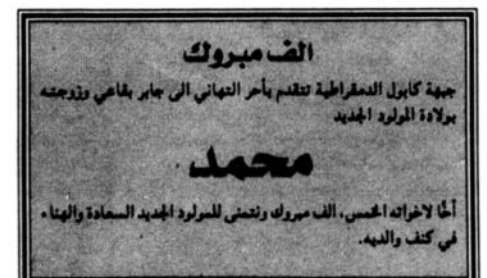 الف مبروك
جبهة كابول الدمقراطية تتقدم بأحر التهاني الى جابر بقاعي وزوجته
بولادة المولود الجديد
محمد
أخًا لاخواته الخمس، الف مبروك ونتمنى للمولود الجديد السعادة والهناء
في كنف والديه.